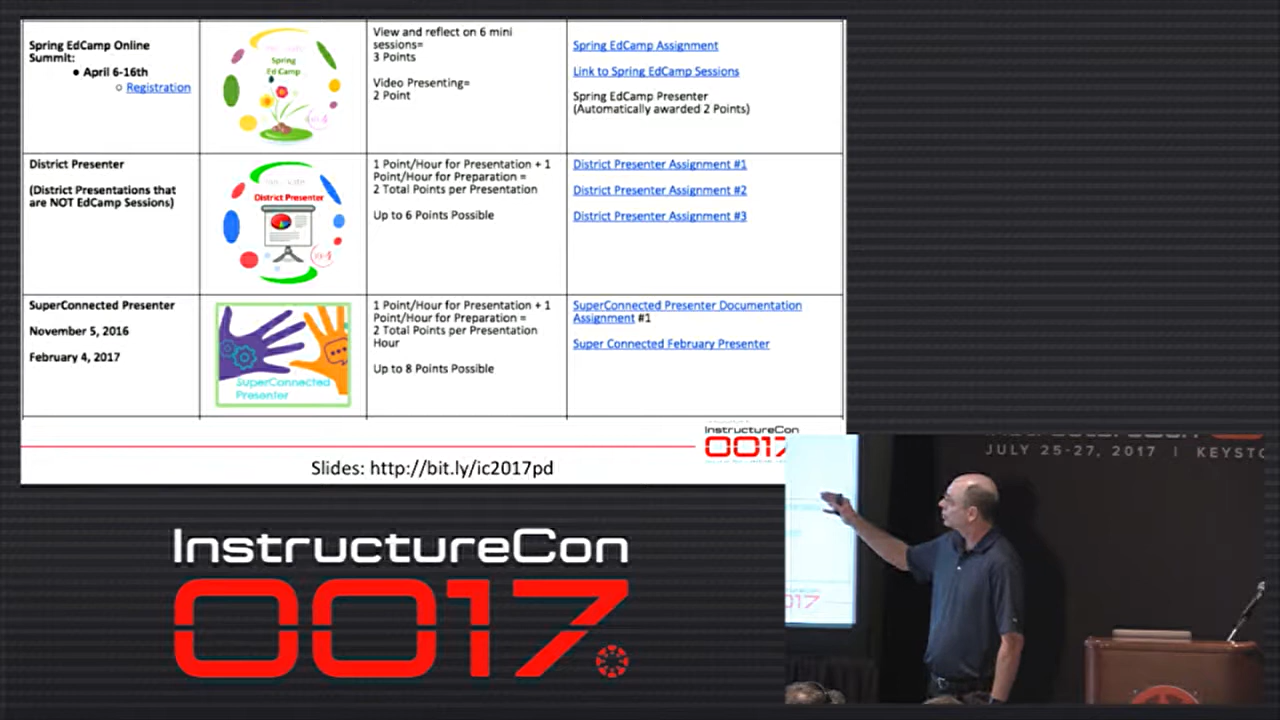 Spring EdCamp Online
Summit:
● April 6-16th
○ Registration
Spring
Ed Camp
View and reflect on 6 mini
sessions=
3 Points
Video Presenting=
2 Point
Spring EdCamp Assignment
Link to Spring EdCamp Sessions
Spring EdCamp Presenter
(Automatically awarded 2 Points)
District Presenter
(District Presentations that
are NOT EdCamp Sessions)
District Presenter
1 Point/Hour for Presentation + 1
Point/Hour for Preparation =
2 Total Points per Presentation
Up to 6 Points Possible
District Presenter Assignment #1
District Presenter Assignment #2
District Presenter Assignment #3
SuperConnected Presenter
November 5, 2016
February 4, 2017
SuperConnected
Presenter
1 Point/Hour for Presentation + 1
Point/Hour for Preparation =
2 Total Points per Presentation
Hour
Up to 8 Points Possible
SuperConnected Presenter Documentation
Assignment #1
Super Connected February Presenter
InstructureCon
0017
Slides: http://bit.ly/ic2017pd
JULY 25-27, 2017 | KEYSTO
InstructureCon
0017